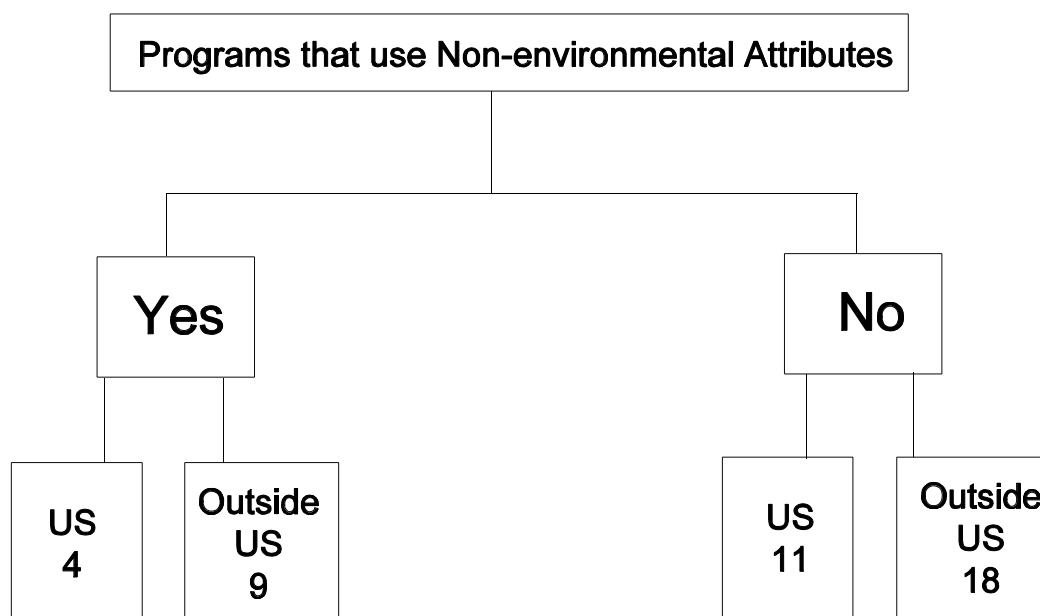 Programs that use Non-environmental Attributes
Yes
No
US
4
Outside
US
9
US
11
Outside
US
18